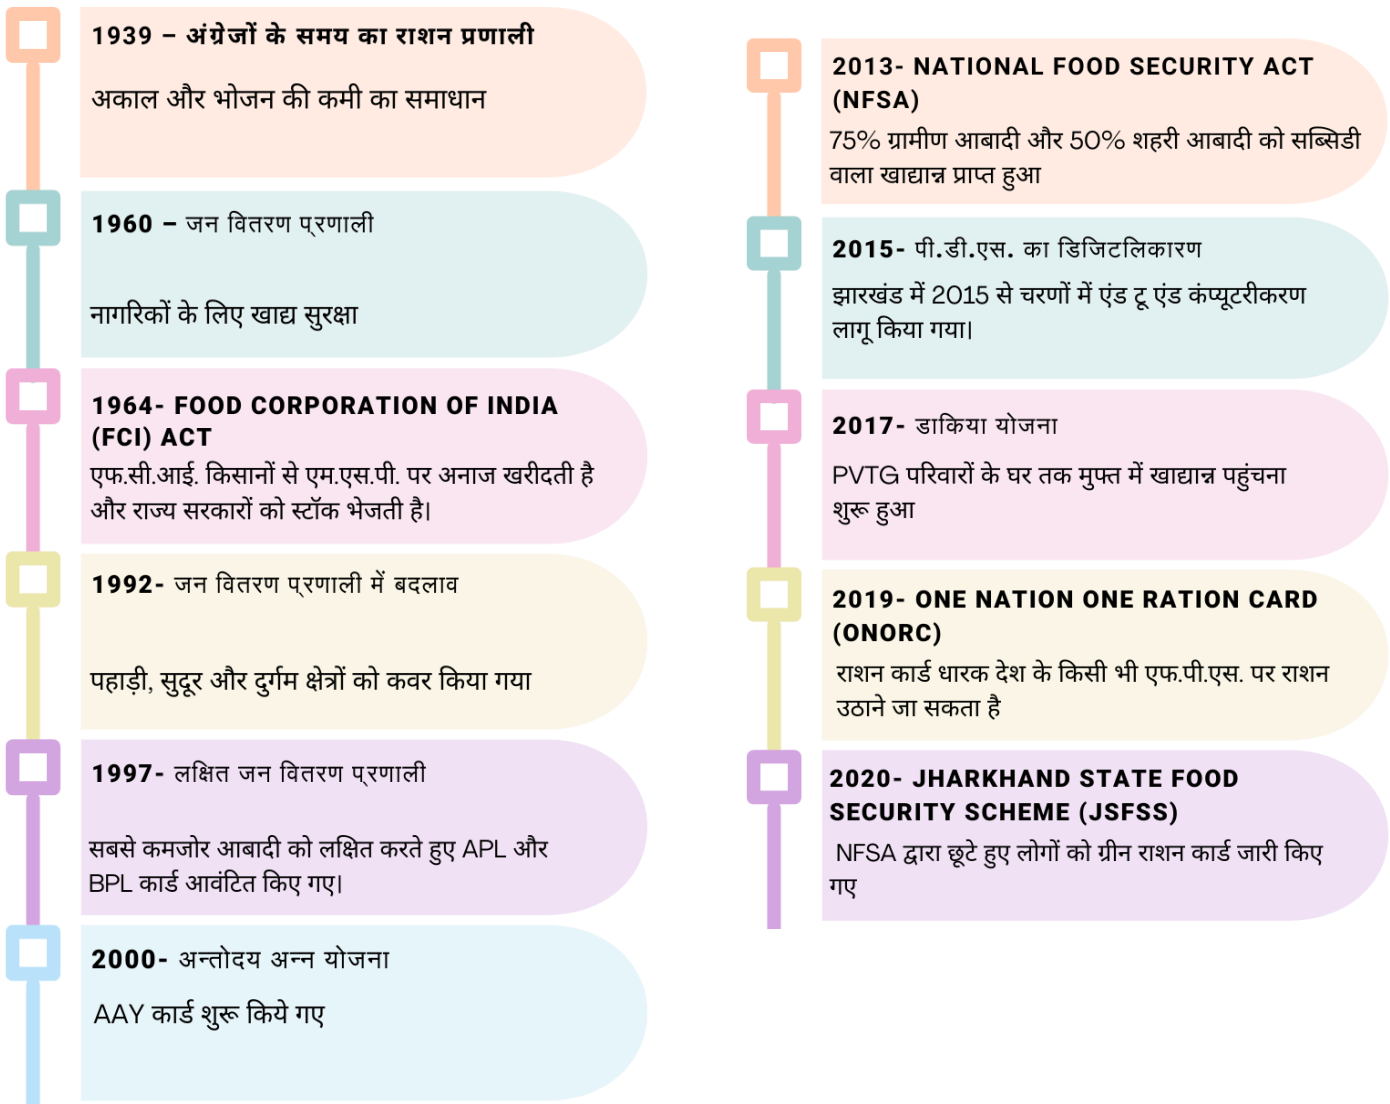 1939 – अंग्रेजों के समय का राशन प्रणाली
अकाल और भोजन की कमी का समाधान
1960 – जन वितरण प्रणाली
नागरिकों के लिए खाद्य सुरक्षा
1964- FOOD CORPORATION OF INDIA
(FCI) ACT
एफ.सी.आई. किसानों से एम.एस.पी. पर अनाज खरीदती है
और राज्य सरकारों को स्टॉक भेजती है।
1992- जन वितरण प्रणाली में बदलाव
पहाड़ी, सुदूर और दुर्गम क्षेत्रों को कवर किया गया
1997- लक्षित जन वितरण प्रणाली
सबसे कमजोर आबादी को लक्षित करते हुए APL और
BPL कार्ड आवंटित किए गए।
2000- अन्तोदय अन्न योजना
AAY कार्ड शुरू किये गए
2013- NATIONAL FOOD SECURITY ACT
(NFSA)
75% ग्रामीण आबादी और 50% शहरी आबादी को सब्सिडी
वाला खाद्यान्न प्राप्त हुआ
2015- पी.डी.एस. का डिजिटलिकारण
झारखंड में 2015 से चरणों में एंड टू एंड कंप्यूटरीकरण
लागू किया गया।
2017- डाकिया योजना
PVTG परिवारों के घर तक मुफ्त में खाद्यान्न पहुंचना
शुरू हुआ
2019- ONE NATION ONE RATION CARD
(ONORC)
राशन कार्ड धारक देश के किसी भी एफ.पी.एस. पर राशन
उठाने जा सकता है
2020- JHARKHAND STATE FOOD
SECURITY SCHEME (JSFSS)
NFSA द्वारा छूटे हुए लोगों को ग्रीन राशन कार्ड जारी किए
गए